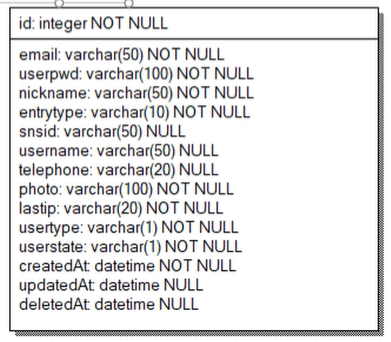 id: integer NOT NULL
email: varchar(50) NOT NULL
userpwd: varchar(100) NOT NULL
nickname: varchar(50) NOT NULL
entrytype: varchar(10) NOT NULL
snsid: varchar(50) NULL
username: varchar(50) NULL
telephone: varchar(20) NULL
photo: varchar(100) NOT NULL
lastip: varchar(20) NOT NULL
usertype: varchar(1) NOT NULL
userstate: varchar(1) NOT NULL
createdAt: datetime NOT NULL
updatedAt: datetime NULL
deletedAt: datetime NULL